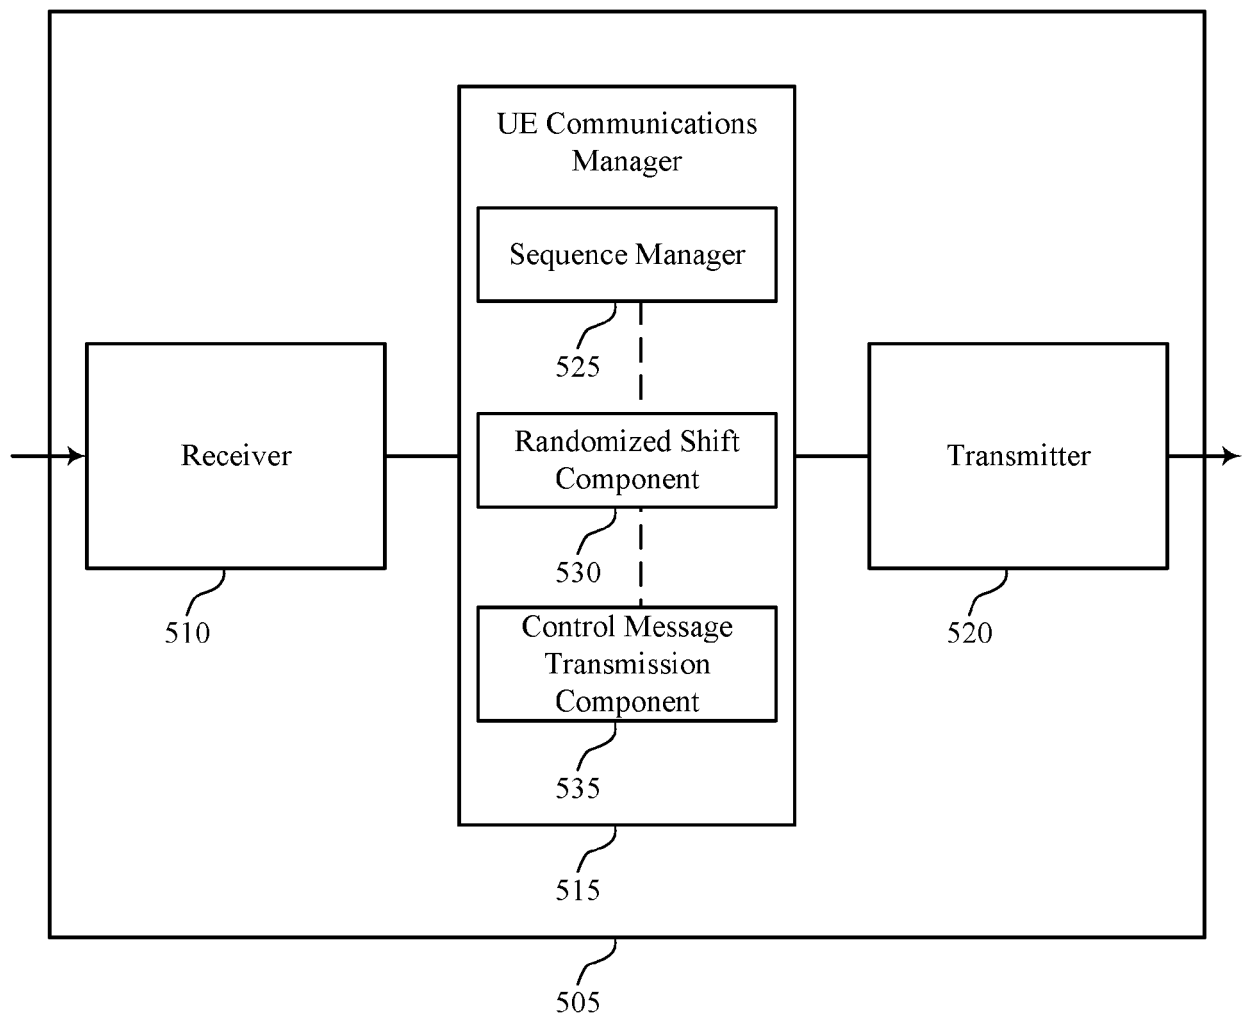 UE Communications
Manager
Sequence Manager
525
Receiver
510
Randomized Shift
Component
530
Transmitter
520
Control Message
Transmission
Component
535
515
505